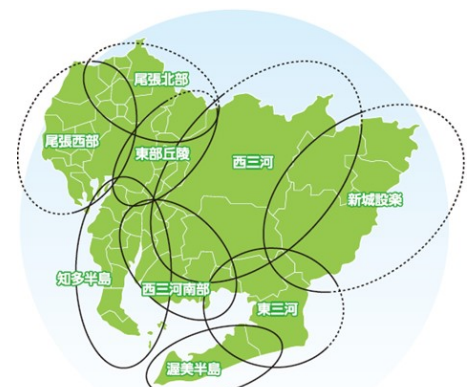 尾張北部
尾張西部
東部丘陵
西三河
新城設楽
知多半島
西三河南部
東三河
渥美半島